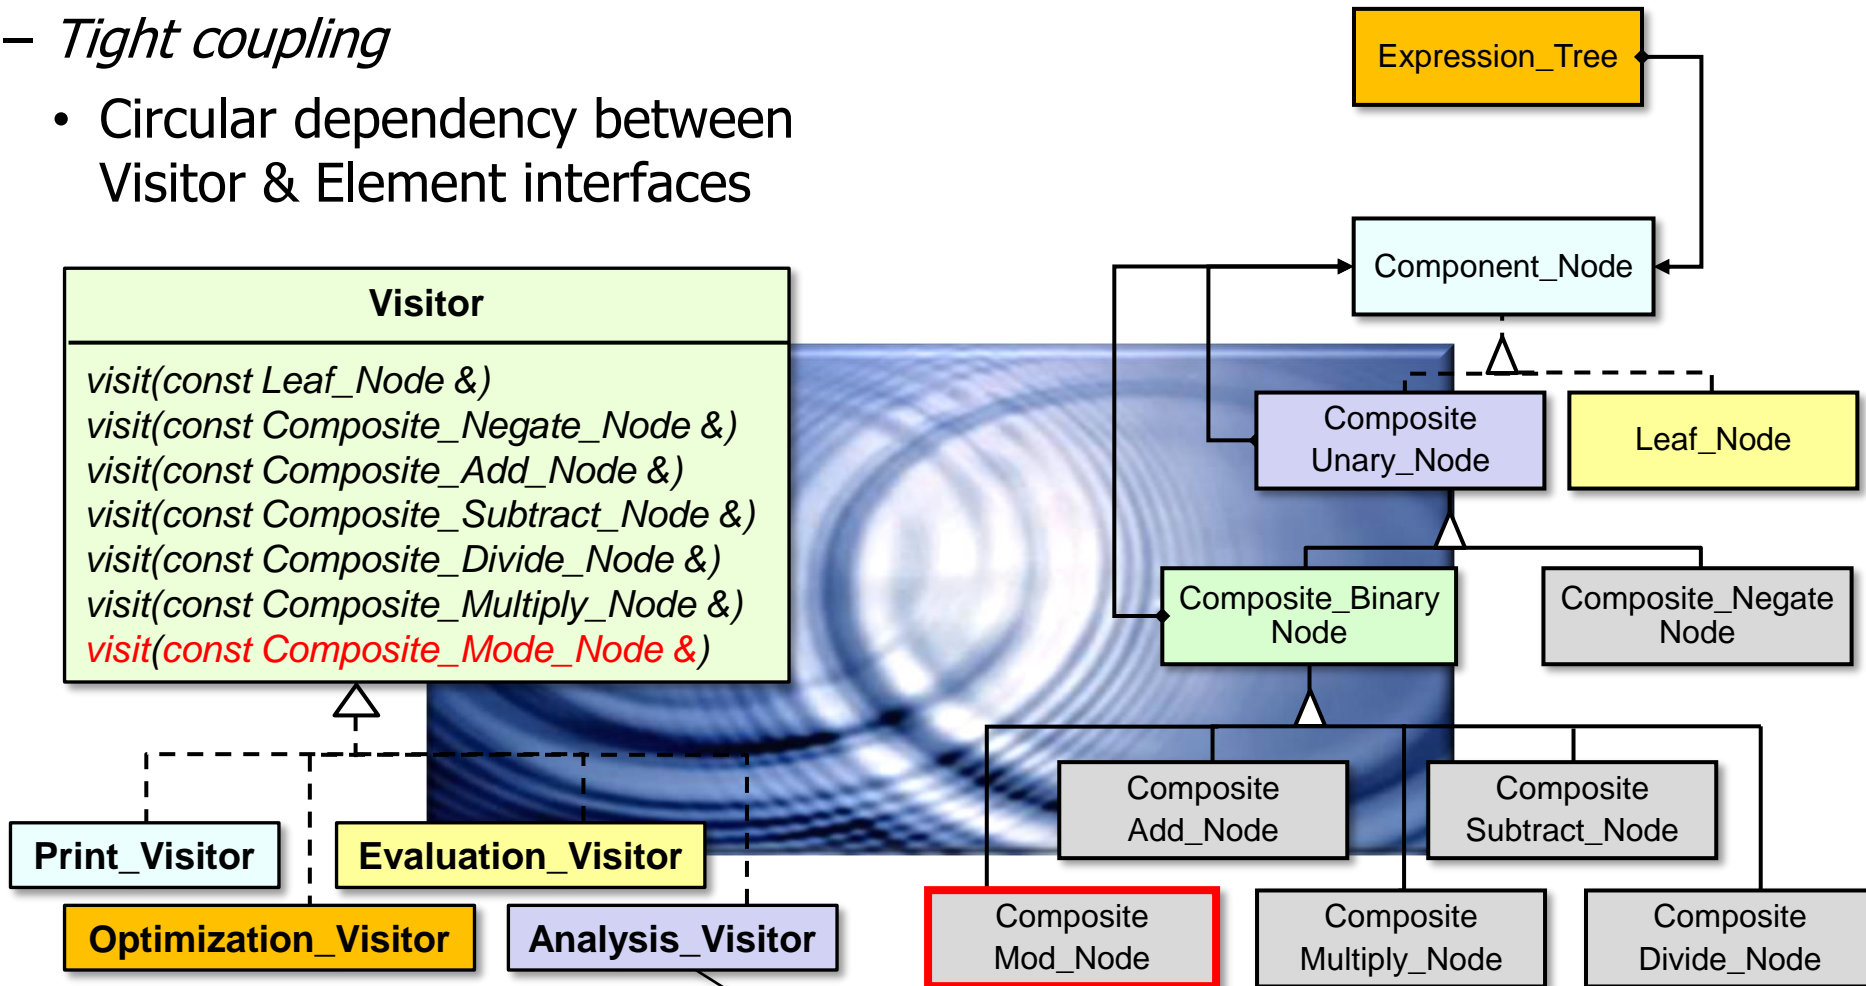 – Tight coupling
• Circular dependency between
Visitor & Element interfaces
Visitor
visit(const Leaf_Node &)
visit(const Composite_Negate_Node &)
visit(const Composite_Add_Node &)
visit(const Composite_Subtract_Node &)
visit(const Composite_Divide_Node &)
visit(const Composite_Multiply_Node &)
visit(const Composite_Mode_Node &)
Print_Visitor
Evaluation_Visitor
Optimization_Visitor
Analysis_Visitor
Expression_Tree
Component_Node
Composite
Unary_Node
Leaf_Node
Composite_Binary
Node
Composite_Negate
Node
Composite
Add_Node
Composite
Subtract_Node
Composite
Mod_Node
Composite
Multiply_Node
Composite
Divide_Node